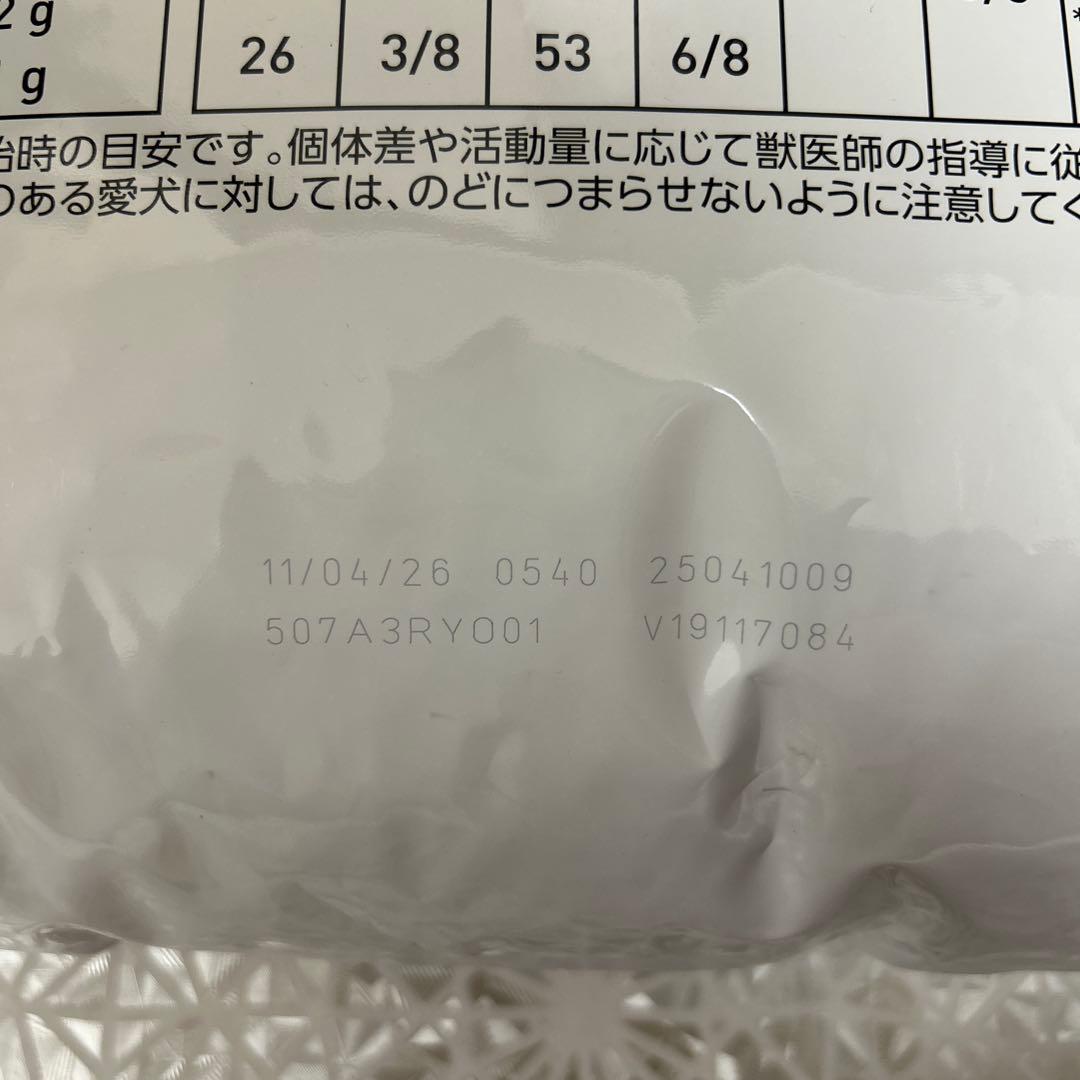 2 g
26 3/8 53 6/8
g
時の目安です。個体差や活動量に応じて獣医師の指導に従
のある愛犬に対しては、のどにつまらせないように注意してく
11/04/26 0540 25041009
507A3RYO01 V19117084